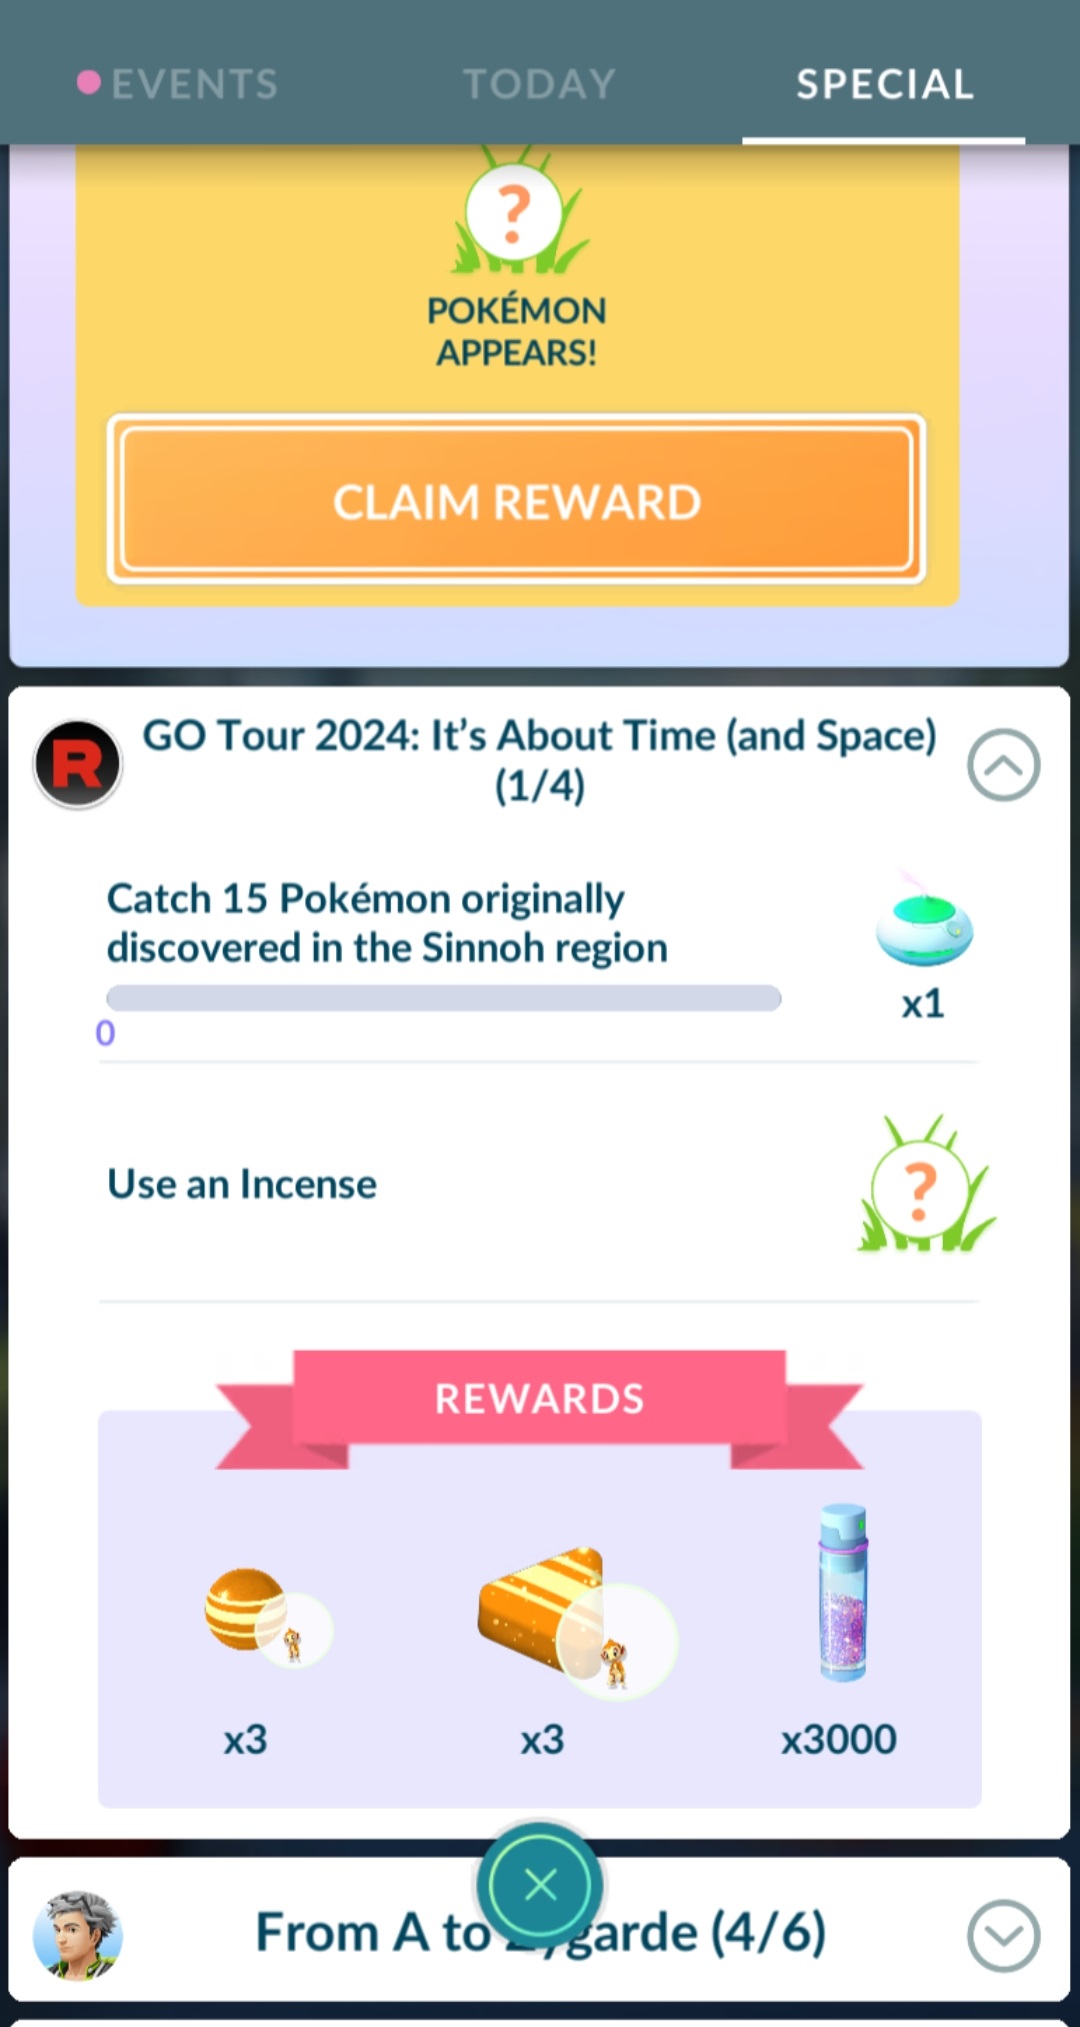 EVENTS
TODAY
SPECIAL
?
POKÉMON
APPEARS!
CLAIM REWARD
R
GO Tour 2024: It's About Time (and Space)
(1/4)
Catch 15 Pokémon originally
discovered in the Sinnoh region
x1
0
Use an Incense
?
REWARDS
x3
x3
x3000
From A to (4/6)